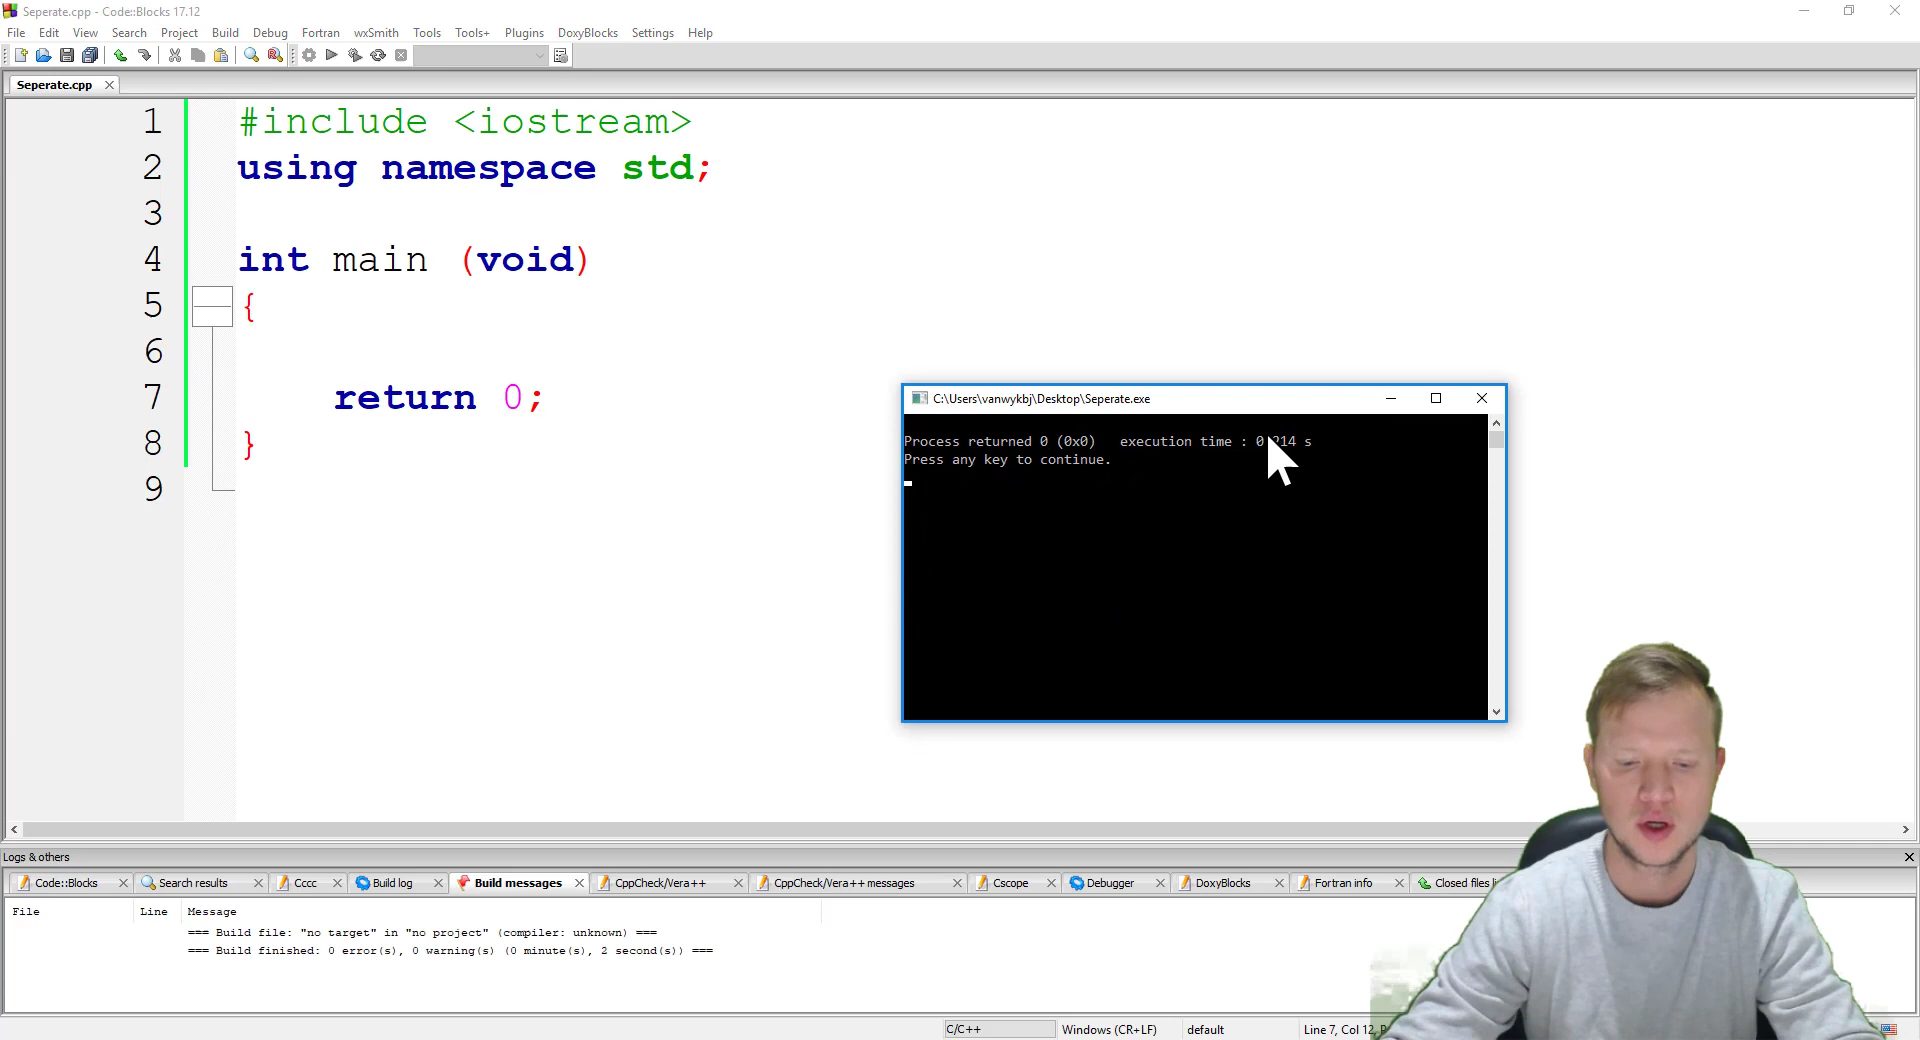 Seperate.cpp - Code::Blocks 17.12
File Edit View Search Project Build Debug Fortran wxSmith Tools Tools+ Plugins DoxyBlocks Settings Help
Seperate.cpp
1 #include <iostream>
2 using namespace std;
3
4 int main (void)
5 {
6
7 return 0;
8 }
9
C:\Users\vanwykbj\Desktop\Seperate.exe
Process returned 0 (0x0) execution time : 0.214 s
Press any key to continue.
Logs & others
Code::Blocks Search results Cccc Build log Build messages CppCheck/Vera++ CppCheck/Vera++ messages Cscope Debugger DoxyBlocks Fortran info Closed files
File Line Message
=== Build file: "no target" in "no project" (compiler: unknown) ===
=== Build finished: 0 error(s), 0 warning(s) (0 minute(s), 2 second(s)) ===
C/C++ Windows (CR+LF) default Line 7, Col 12,